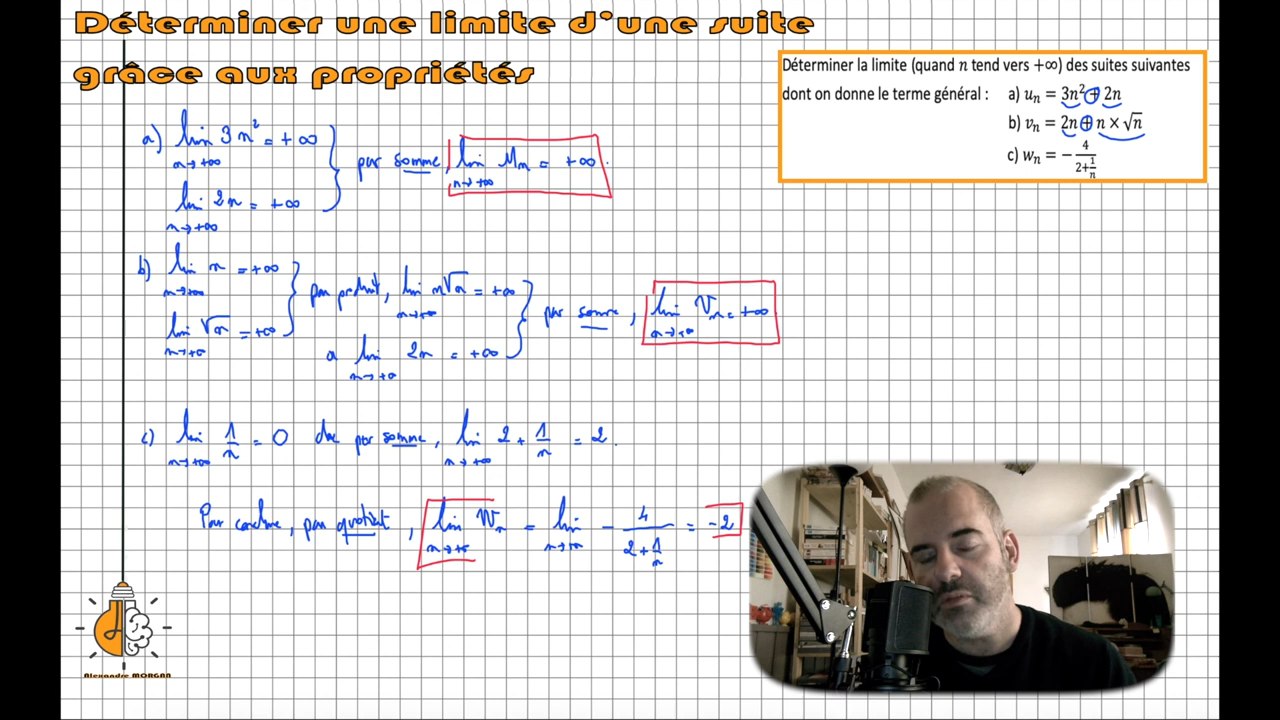 Déterminer une limite d'une suite
grâce aux propriétés
Déterminer la limite (quand n tend vers +∞) des suites suivantes
dont on donne le terme général : a) uₙ = 3n² + 2n
b) vₙ = 2n + n × √n
c) wₙ = − 4/(2+1/n)
a) lim 3n² = +∞
n→+∞
lim 2n = +∞
n→+∞
par somme, lim Un = +∞.
n→+∞
b) lim n = +∞
n→+∞
lim √n = +∞
n→+∞
par produit, lim n√n = +∞
n→+∞
lim 2n = +∞
n→+∞
par somme, lim Vn = +∞
n→+∞
c) lim 1/n = 0 donc par somme, lim 2 + 1/n = 2.
n→+∞ n→+∞
Pour conclure, par quotient, lim Wn = lim − 4/(2+1/n) = −2
n→+∞ n→+∞
Alexandre MORGAN